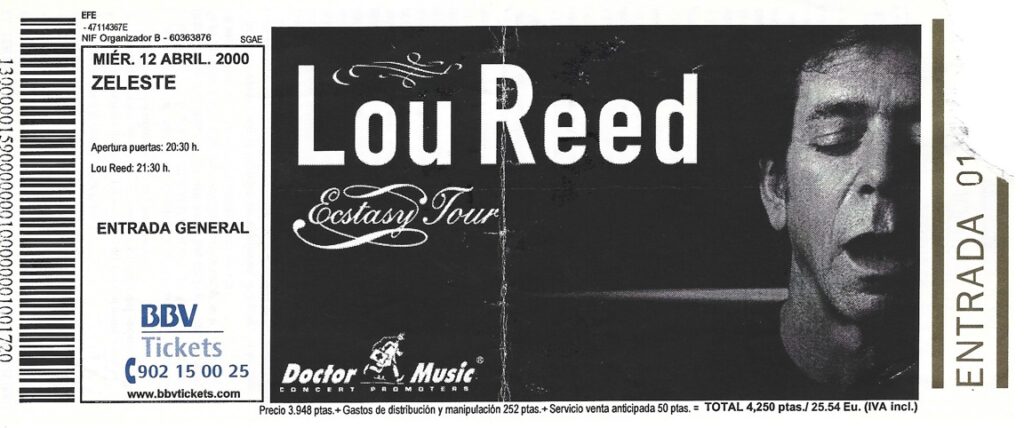 EFE
- 47114367E
NIF Organizador B - 60363876
SGAE
MIÉR. 12 ABRIL. 2000
ZELESTE
Apertura puertas: 20:30 h.
Lou Reed: 21:30 h.
ENTRADA GENERAL
BBV
Tickets
902 15 00 25
www.bbvtickets.com
Lou Reed
Ecstasy Tour
Doctor Music®
CONCERT PROMOTERS
Precio 3.948 ptas.+ Gastos de distribución y manipulación 252 ptas.+ Servicio venta anticipada 50 ptas. = TOTAL 4,250 ptas./ 25.54 Eu. (IVA incl.)
ENTRADA 01